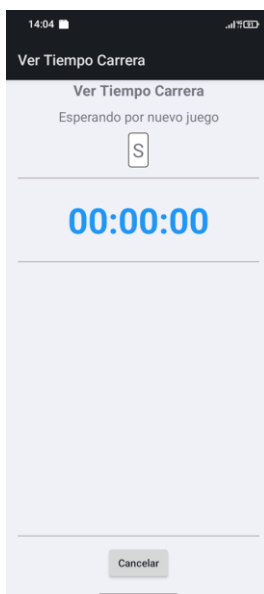 14:04
Ver Tiempo Carrera
Ver Tiempo Carrera
Esperando por nuevo juego
S
00:00:00
Cancelar